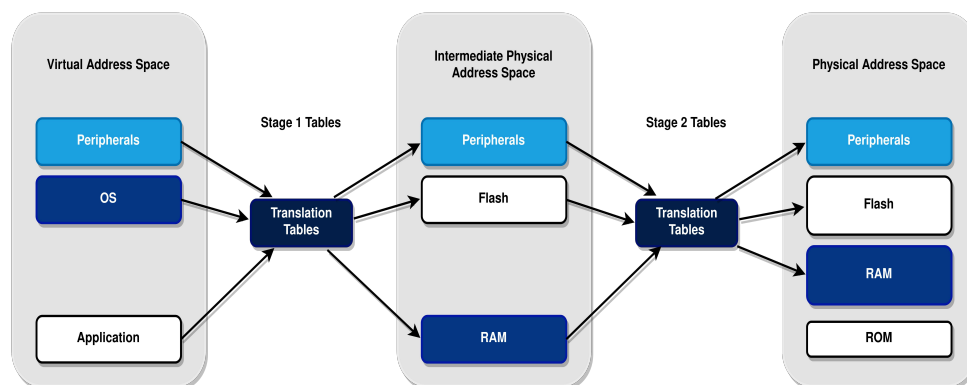 Virtual Address Space
Peripherals
OS
Application
Stage 1 Tables
Translation
Tables
Intermediate Physical
Address Space
Peripherals
Flash
RAM
Stage 2 Tables
Translation
Tables
Physical Address Space
Peripherals
Flash
RAM
ROM